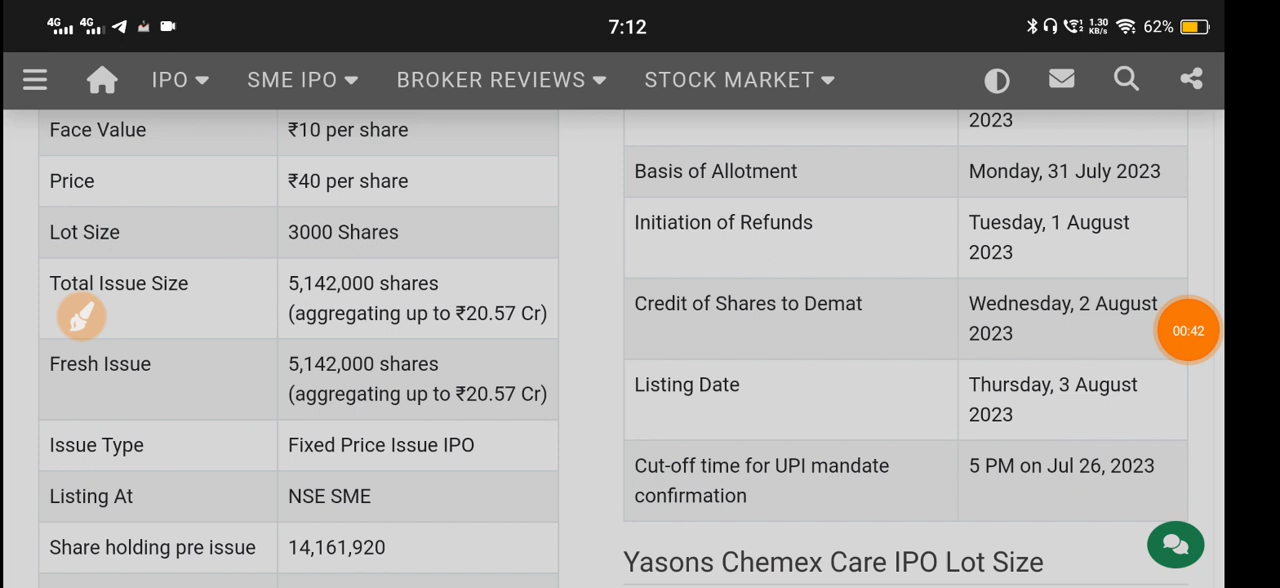 4G 4G 7:12 1.30 KB/s 62%
IPO SME IPO BROKER REVIEWS STOCK MARKET
Face Value ₹10 per share
Price ₹40 per share
Lot Size 3000 Shares
Total Issue Size 5,142,000 shares
(aggregating up to ₹20.57 Cr)
Fresh Issue 5,142,000 shares
(aggregating up to ₹20.57 Cr)
Issue Type Fixed Price Issue IPO
Listing At NSE SME
Share holding pre issue 14,161,920
2023
Basis of Allotment Monday, 31 July 2023
Initiation of Refunds Tuesday, 1 August
2023
Credit of Shares to Demat Wednesday, 2 August
2023
00:42
Listing Date Thursday, 3 August
2023
Cut-off time for UPI mandate 5 PM on Jul 26, 2023
confirmation
Yasons Chemex Care IPO Lot Size